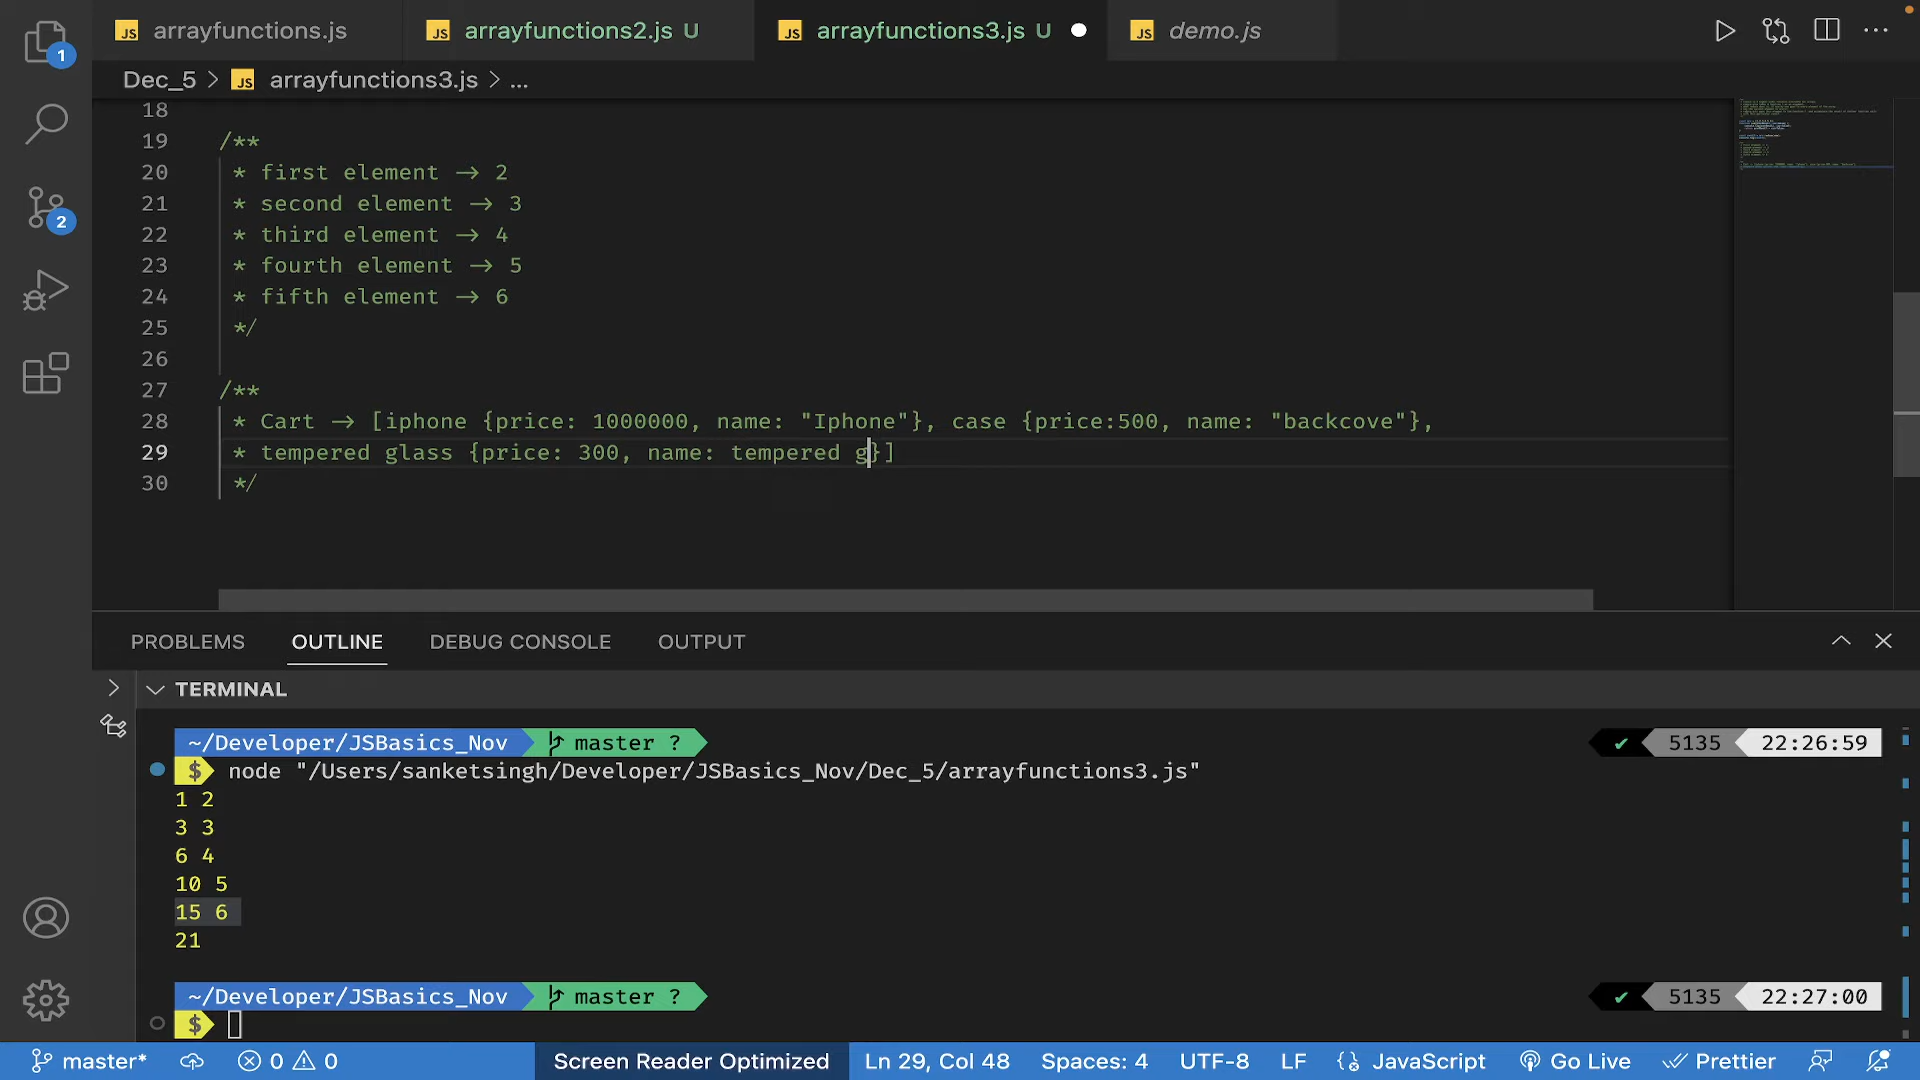 1
JS arrayfunctions.js
JS arrayfunctions2.js U
JS arrayfunctions3.js U
JS demo.js
Dec_5 > JS arrayfunctions3.js > ...
18
19 /**
20 * first element -> 2
21 * second element -> 3
22 * third element -> 4
23 * fourth element -> 5
24 * fifth element -> 6
25 */
26
27 /**
28 * Cart -> [iphone {price: 1000000, name: "Iphone"}, case {price:500, name: "backcove"},
29 * tempered glass {price: 300, name: tempered g}]
30 */
2
PROBLEMS OUTLINE DEBUG CONSOLE OUTPUT
TERMINAL
~/Developer/JSBasics_Nov master ? ✔ 5135 22:26:59
$ node "/Users/sanketsingh/Developer/JSBasics_Nov/Dec_5/arrayfunctions3.js"
1 2
3 3
6 4
10 5
15 6
21
~/Developer/JSBasics_Nov master ? ✔ 5135 22:27:00
$
master* 0 0 Screen Reader Optimized Ln 29, Col 48 Spaces: 4 UTF-8 LF JavaScript Go Live Prettier